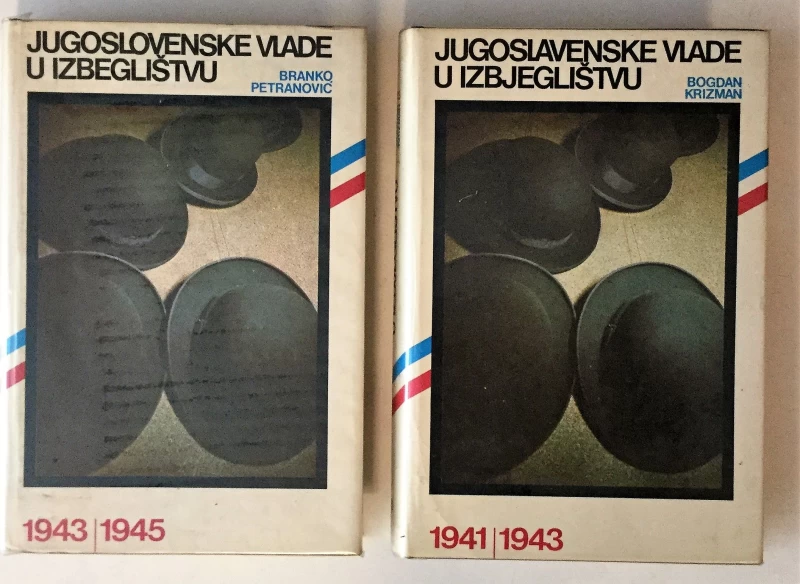 JUGOSLOVENSKE VLADE
U IZBEGLIŠTVU
BRANKO
PETRANOVIĆ
1943|1945
JUGOSLAVENSKE VLADE
U IZBJEGLIŠTVU
BOGDAN
KRIZMAN
1941|1943